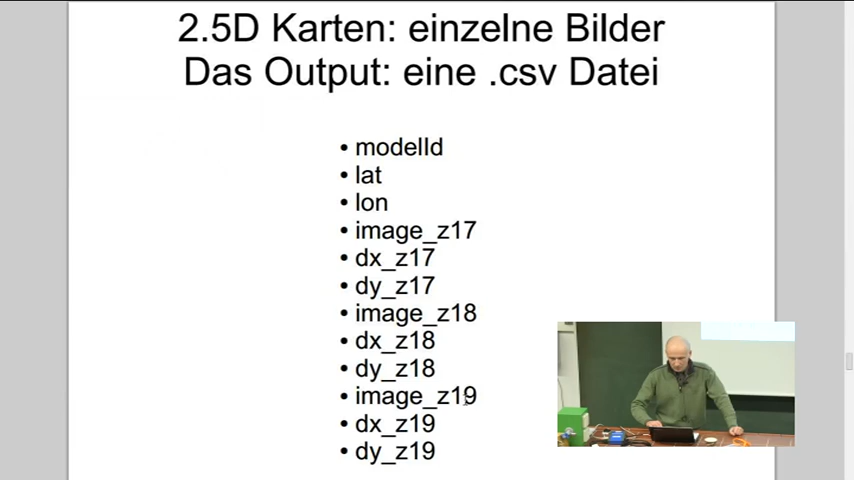 2.5D Karten: einzelne Bilder
Das Output: eine .csv Datei
• modelId
• lat
• lon
• image_z17
• dx_z17
• dy_z17
• image_z18
• dx_z18
• dy_z18
• image_z19
• dx_z19
• dy_z19